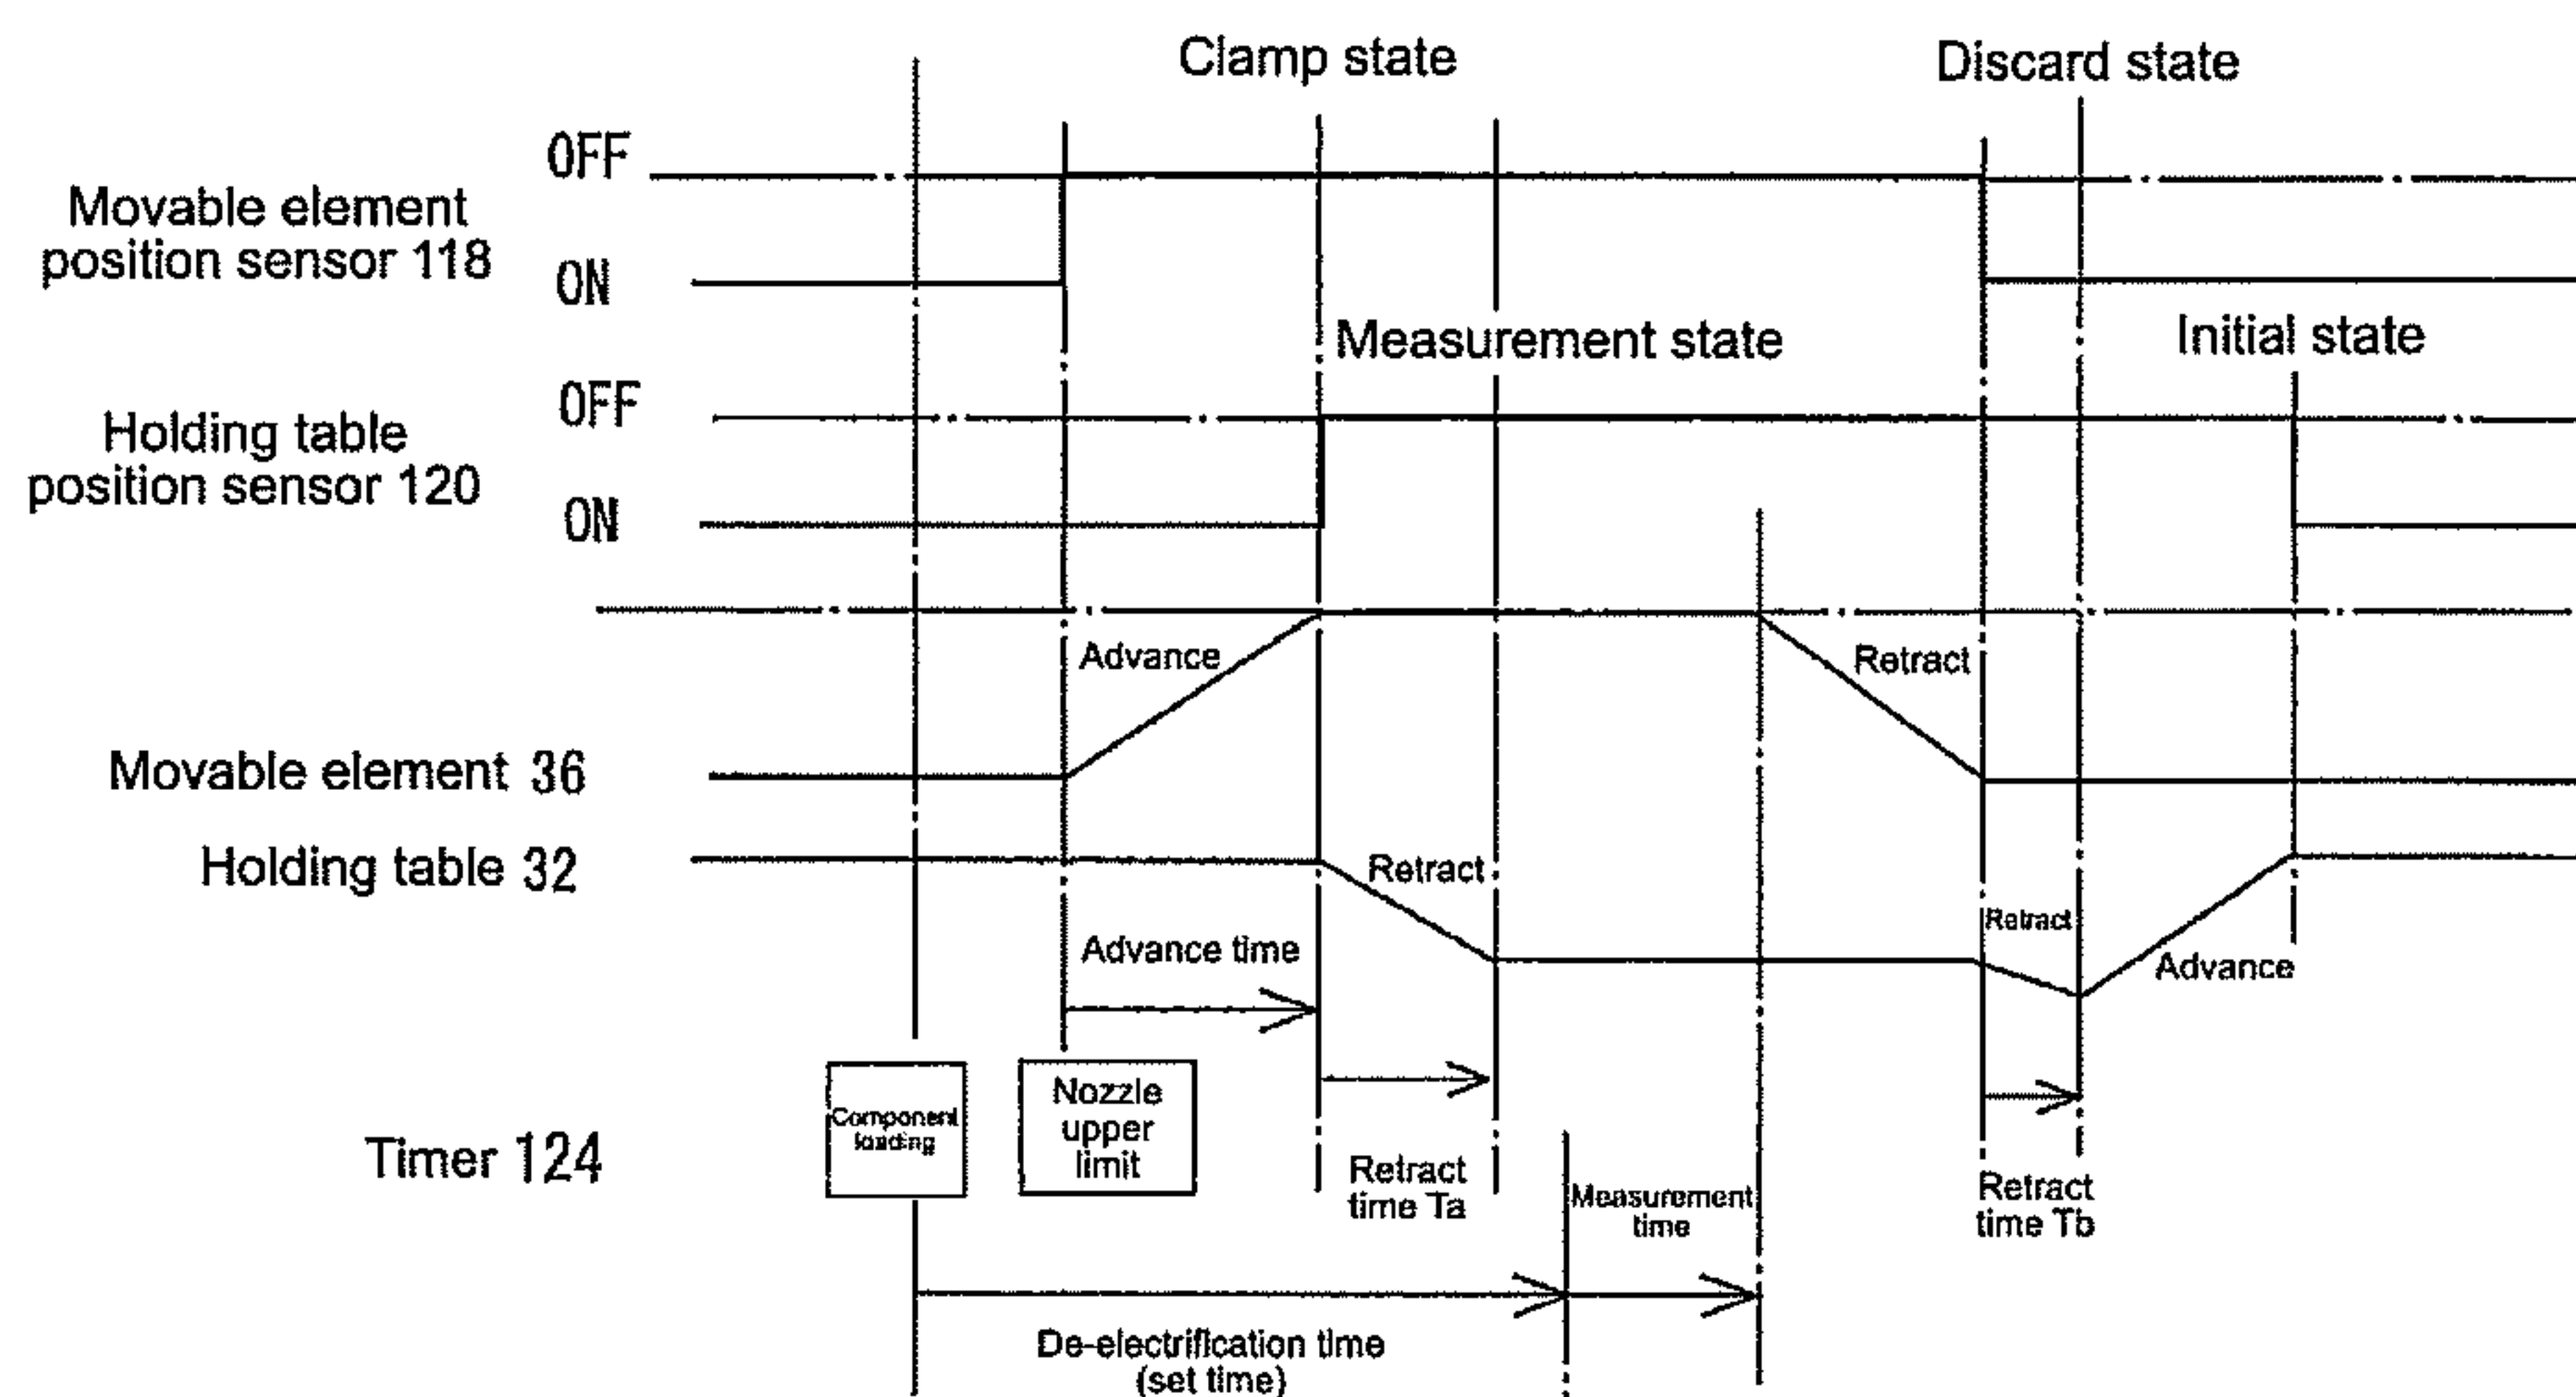 Clamp state
Discard state
OFF
Movable element
position sensor 118
ON
Measurement state
Initial state
OFF
Holding table
position sensor 120
ON
Advance
Retract
Movable element 36
Holding table 32
Retract
Retract
Advance time
Advance
Component
loading
Nozzle
upper
limit
Timer 124
Retract
time Ta
Measurement
time
Retract
time Tb
De-electrification time
(set time)